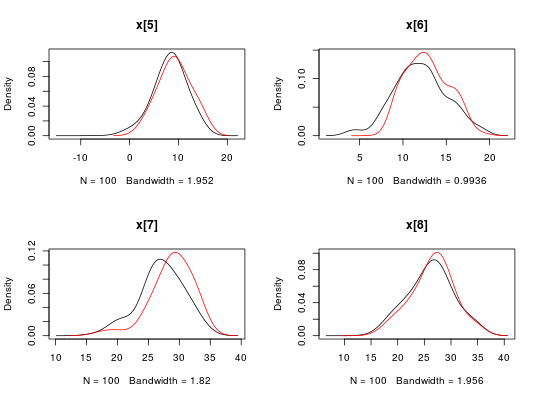 x[5]
Density
0.00 0.04 0.08
-10 0 10 20
N = 100 Bandwidth = 1.952
x[6]
Density
0.00 0.10
5 10 15 20
N = 100 Bandwidth = 0.9936
x[7]
Density
0.00 0.06 0.12
10 15 20 25 30 35 40
N = 100 Bandwidth = 1.82
x[8]
Density
0.00 0.04 0.08
10 15 20 25 30 35 40
N = 100 Bandwidth = 1.956